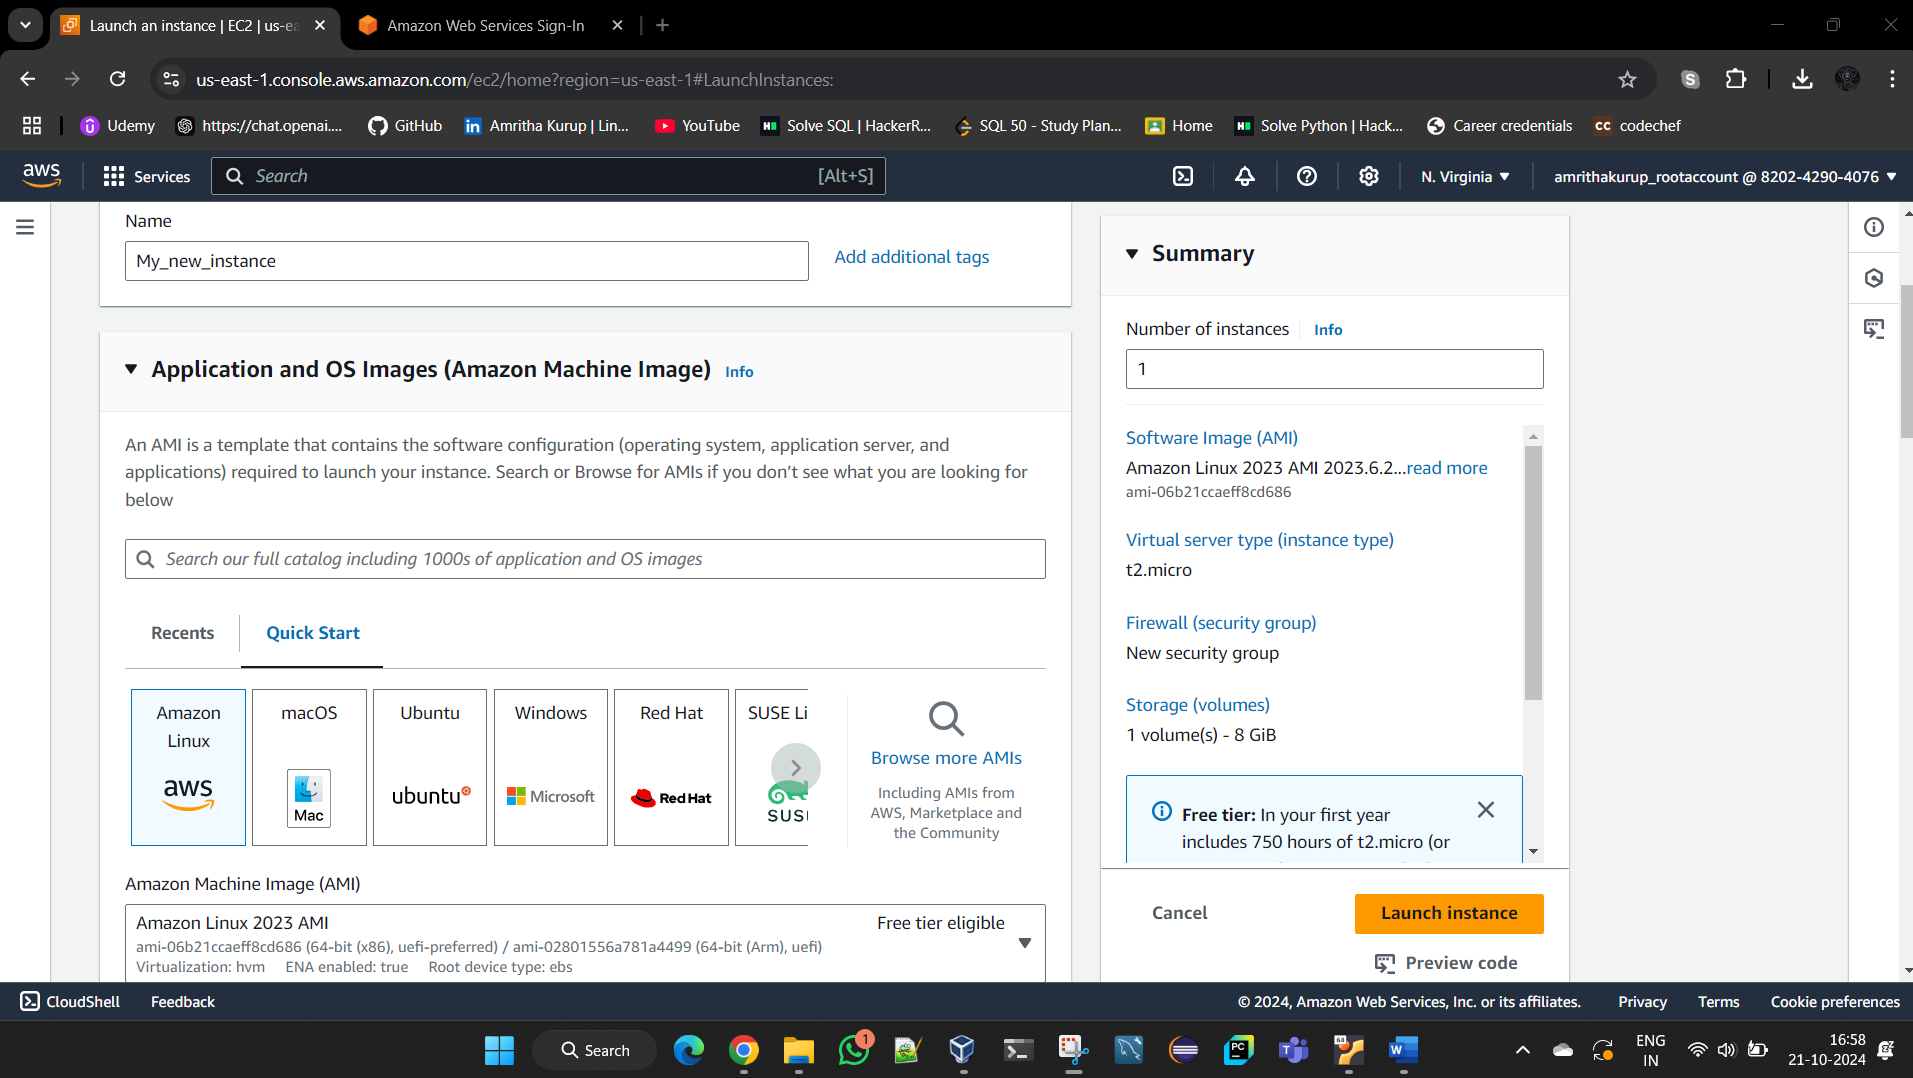 Launch an instance | EC2 | us-ea
Amazon Web Services Sign-In
us-east-1.console.aws.amazon.com/ec2/home?region=us-east-1#LaunchInstances:
Udemy
https://chat.openai....
GitHub
Amritha Kurup | Lin...
YouTube
Solve SQL | HackerR...
SQL 50 - Study Plan...
Home
Solve Python | Hack...
Career credentials
CC codechef
aws
Services
Search
[Alt+S]
N. Virginia
amrithakurup_rootaccount @ 8202-4290-4076
Name
My_new_instance
Add additional tags
Application and OS Images (Amazon Machine Image) Info
An AMI is a template that contains the software configuration (operating system, application server, and
applications) required to launch your instance. Search or Browse for AMIs if you don’t see what you are looking for
below
Search our full catalog including 1000s of application and OS images
Recents
Quick Start
Amazon
Linux
aws
macOS
Mac
Ubuntu
ubuntu
Windows
Microsoft
Red Hat
Red Hat
SUSE Li
SUS
Browse more AMIs
Including AMIs from
AWS, Marketplace and
the Community
Amazon Machine Image (AMI)
Amazon Linux 2023 AMI
Free tier eligible
ami-06b21ccaeff8cd686 (64-bit (x86), uefi-preferred) / ami-02801556a781a4499 (64-bit (Arm), uefi)
Virtualization: hvm ENA enabled: true Root device type: ebs
Summary
Number of instances Info
1
Software Image (AMI)
Amazon Linux 2023 AMI 2023.6.2...read more
ami-06b21ccaeff8cd686
Virtual server type (instance type)
t2.micro
Firewall (security group)
New security group
Storage (volumes)
1 volume(s) - 8 GiB
Free tier: In your first year
includes 750 hours of t2.micro (or
Cancel
Launch instance
Preview code
CloudShell
Feedback
© 2024, Amazon Web Services, Inc. or its affiliates.
Privacy
Terms
Cookie preferences
Search
1
PC
64
ENG
IN
16:58
21-10-2024